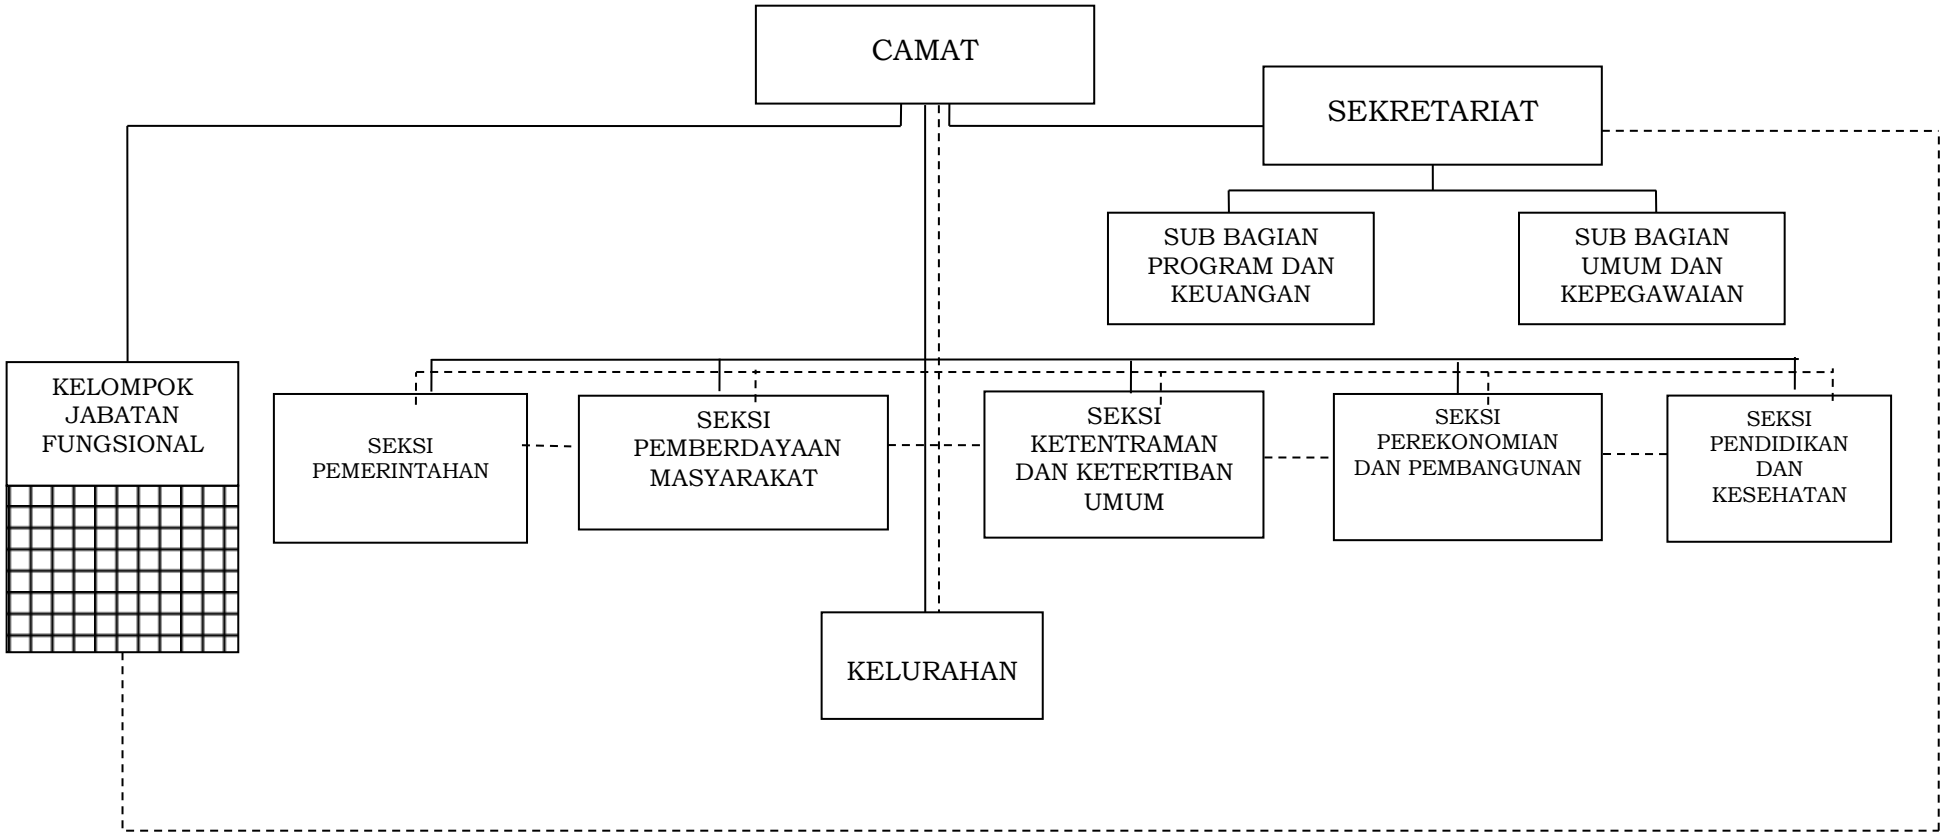 CAMAT
SEKRETARIAT
SUB BAGIAN
PROGRAM DAN
KEUANGAN
SUB BAGIAN
UMUM DAN
KEPEGAWAIAN
KELOMPOK
JABATAN
FUNGSIONAL
SEKSI
PEMERINTAHAN
SEKSI
PEMBERDAYAAN
MASYARAKAT
SEKSI
KETENTRAMAN
DAN KETERTIBAN
UMUM
SEKSI
PEREKONOMIAN
DAN PEMBANGUNAN
SEKSI
PENDIDIKAN
DAN
KESEHATAN
KELURAHAN